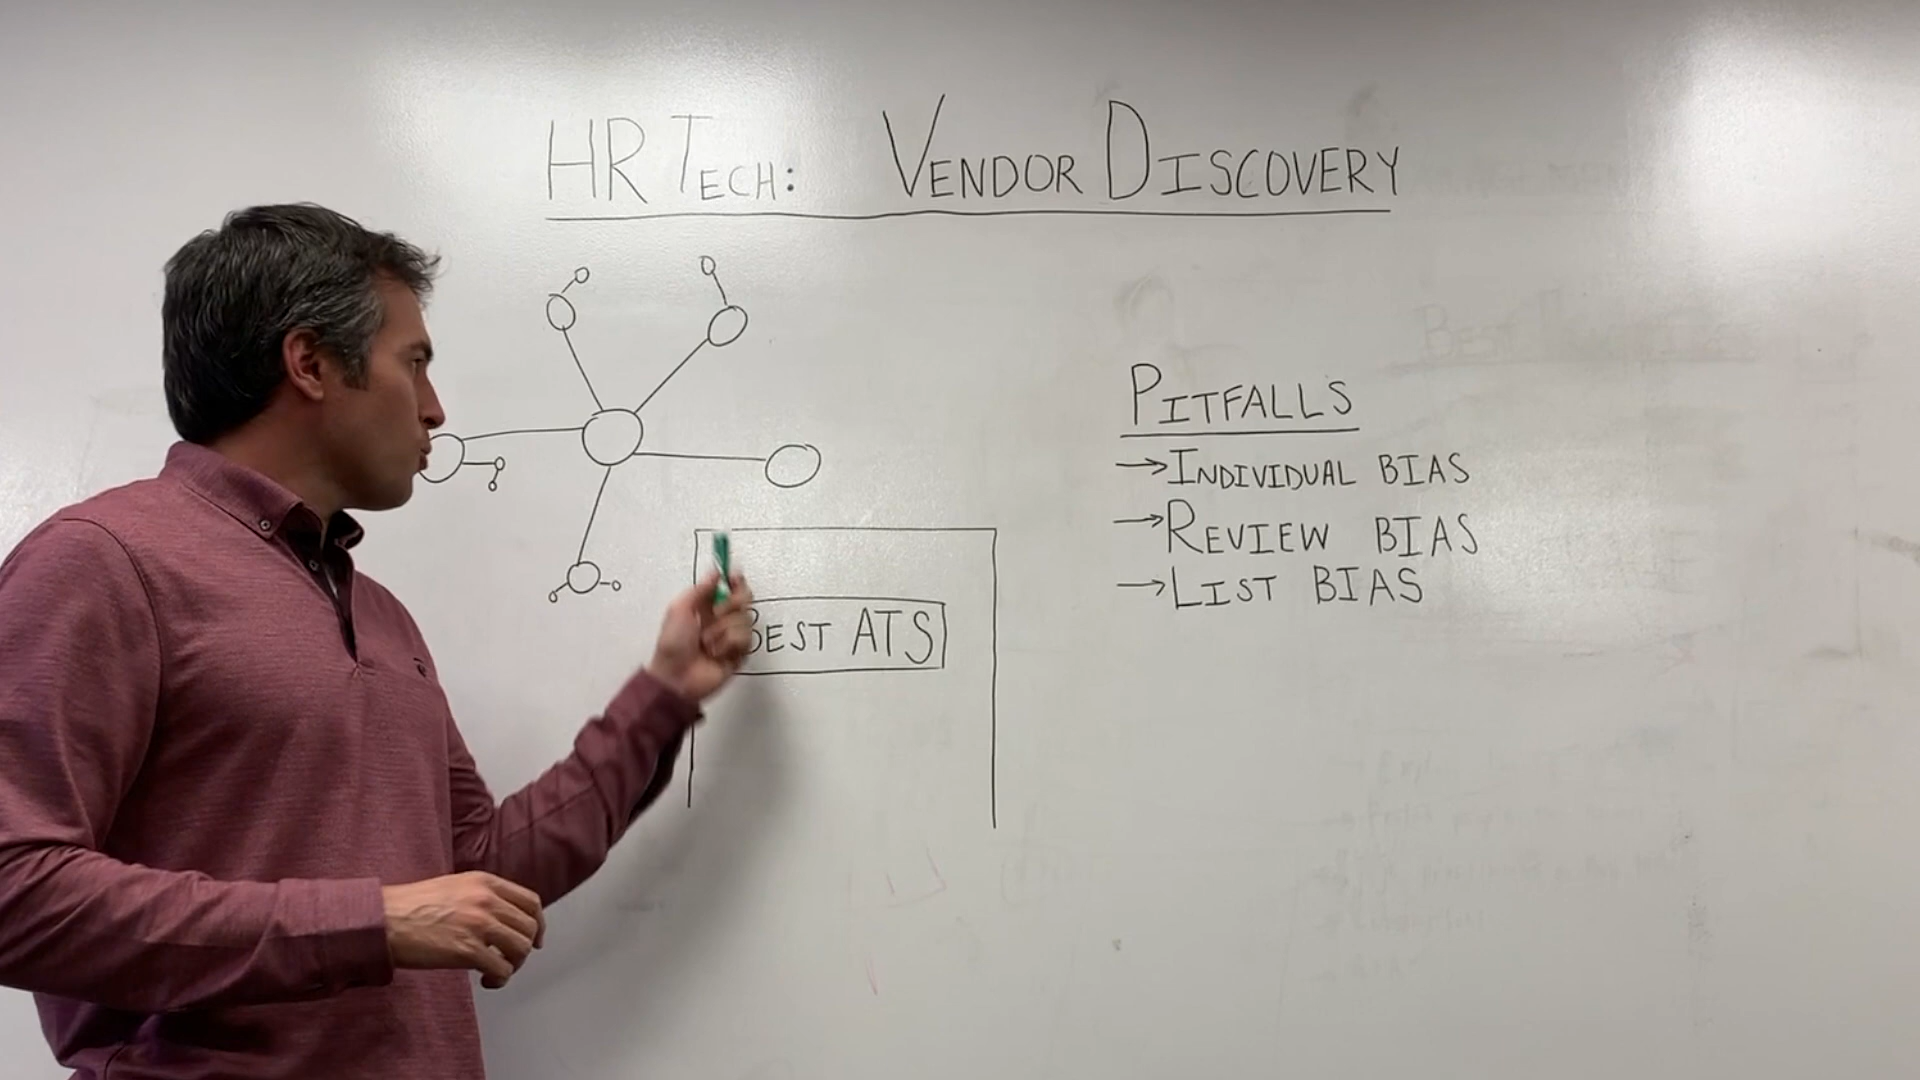 HR TECH: VENDOR DISCOVERY
PITFALLS
→INDIVIDUAL BIAS
→REVIEW BIAS
→LIST BIAS
BEST ATS